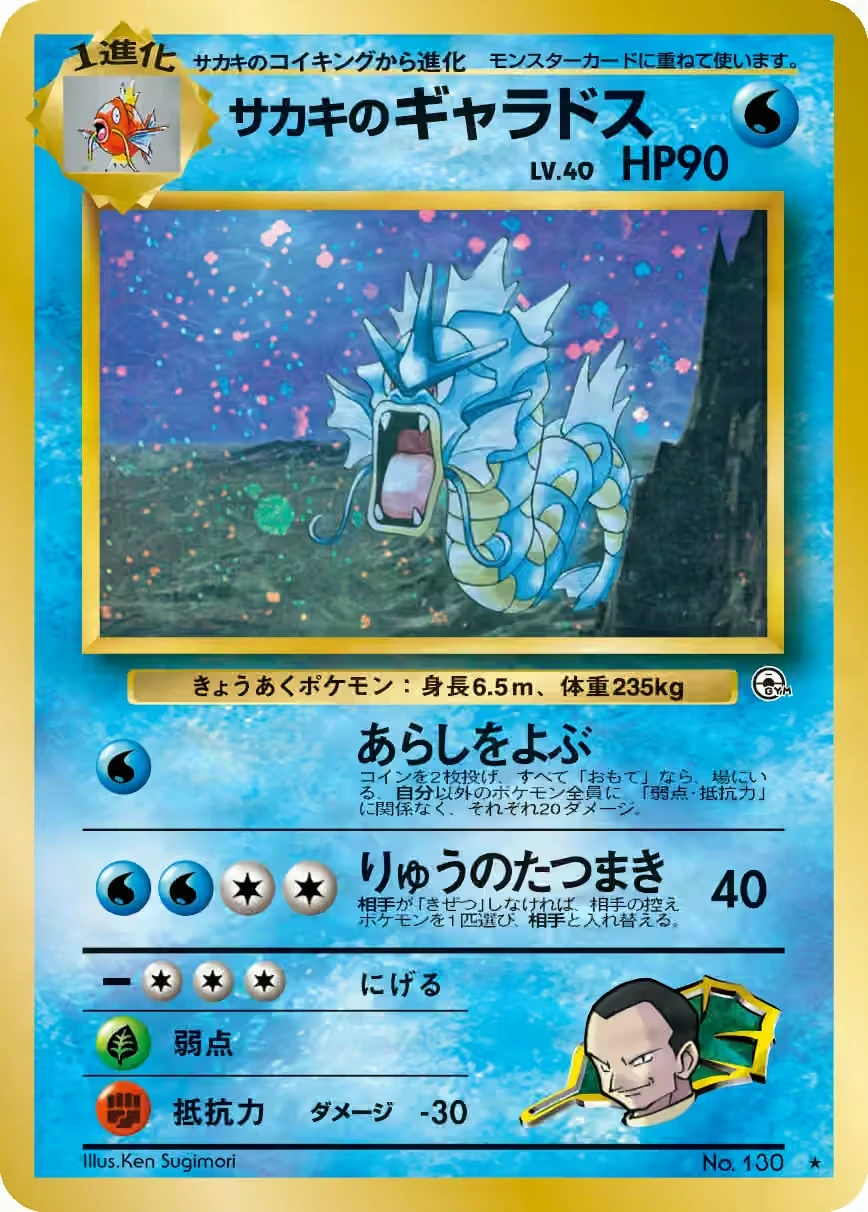 1進化 サカキのコイキングから進化 モンスターカードに重ねて使います。
サカキのギャラドス
LV.40 HP90
きょうあくポケモン：身長6.5m、体重235kg
GYM
あらしをよぶ
コインを2枚投げ、すべて「おもて」なら、場にい
る、自分以外のポケモン全員に、「弱点・抵抗力」
に関係なく、それぞれ20ダメージ。
りゅうのたつまき 40
相手が「きぜつ」しなければ、相手の控え
ポケモンを1匹選び、相手と入れ替える。
にげる
弱点
抵抗力 ダメージ -30
Illus.Ken Sugimori No. 130 ★